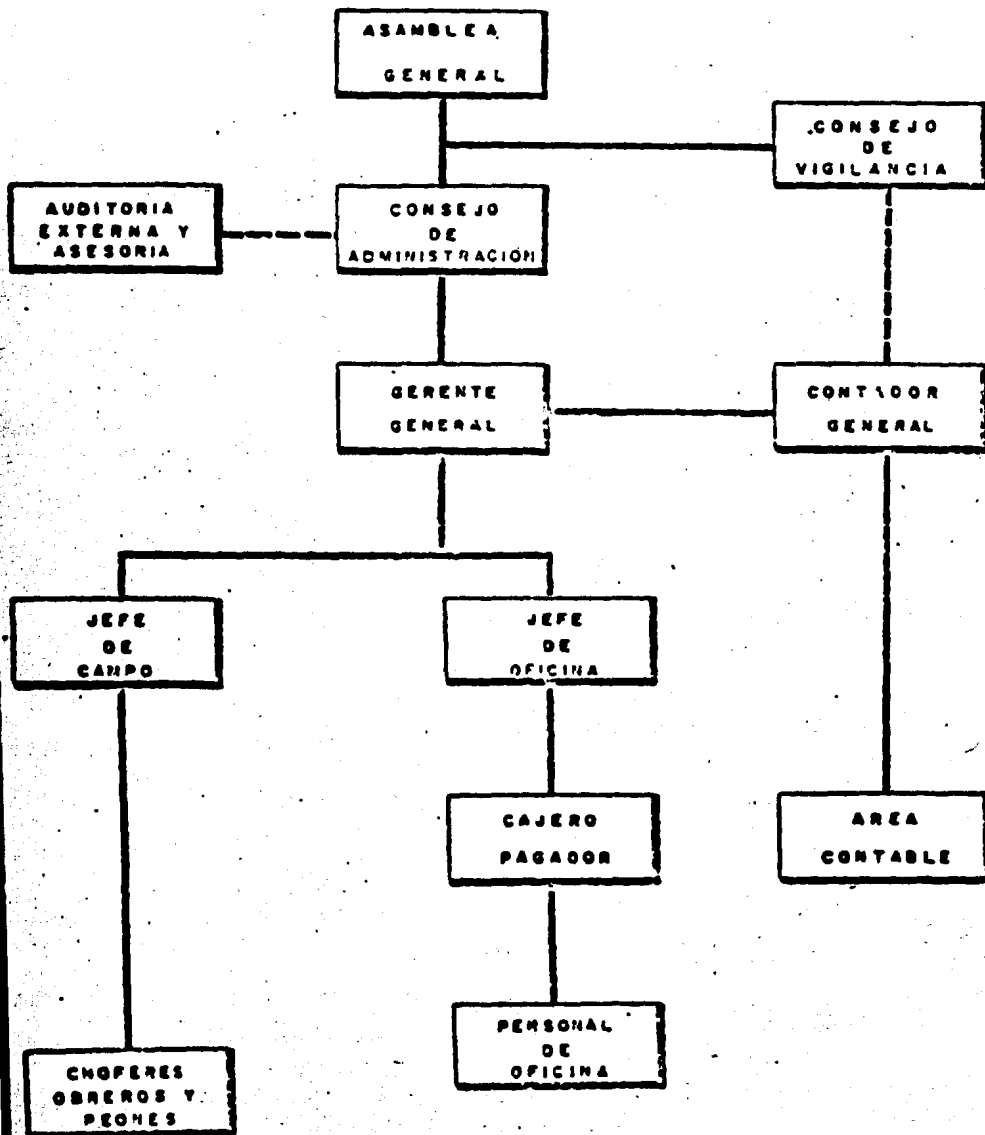 ASAMBLEA
GENERAL
CONSEJO
DE
VIGILANCIA
AUDITORIA
EXTERNA Y
ASESORIA
CONSEJO
DE
ADMINISTRACIÓN
GERENTE
GENERAL
CONTADOR
GENERAL
JEFE
DE
CAMPO
JEFE
DE
OFICINA
CAJERO
PAGADOR
AREA
CONTABLE
PERSONAL
DE
OFICINA
CHOFERES
OBREROS Y
PEONES